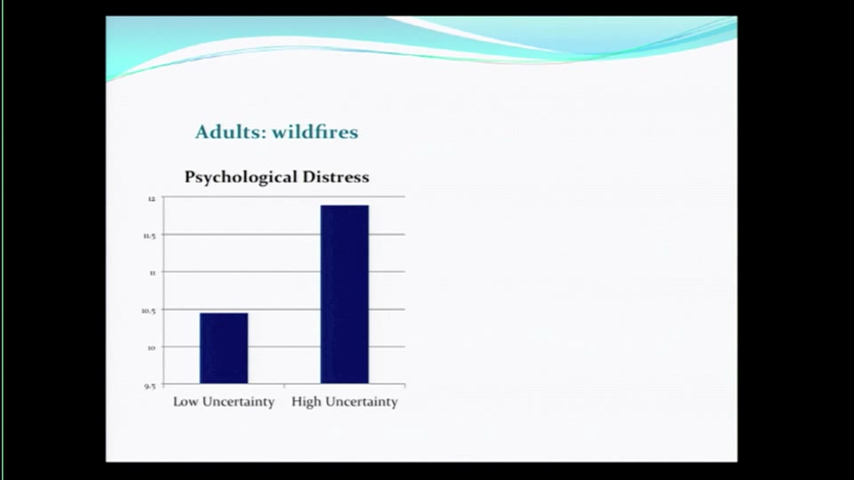 Adults: wildfires
Psychological Distress
12
11.5
11
10.5
10
9.5
Low Uncertainty High Uncertainty